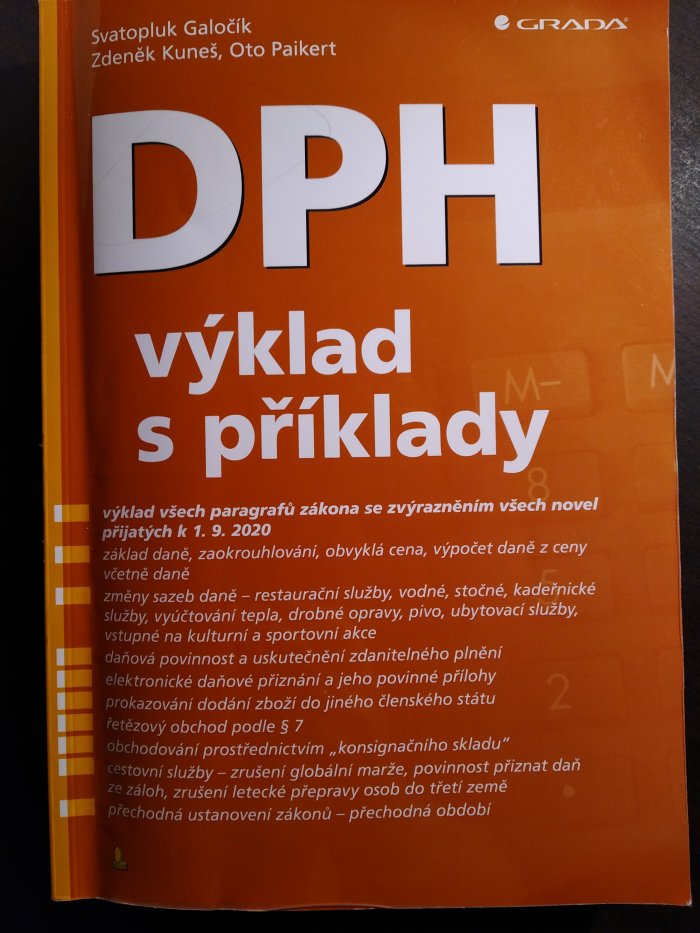 Svatopluk Galočík
Zdeněk Kuneš, Oto Paikert
GRADA
DPH
výklad
s příklady
M–
M
8
5
2
výklad všech paragrafů zákona se zvýrazněním všech novel
přijatých k 1. 9. 2020
základ daně, zaokrouhlování, obvyklá cena, výpočet daně z ceny
včetně daně
změny sazeb daně – restaurační služby, vodné, stočné, kadeřnické
služby, vyúčtování tepla, drobné opravy, pivo, ubytovací služby,
vstupné na kulturní a sportovní akce
daňová povinnost a uskutečnění zdanitelného plnění
elektronické daňové přiznání a jeho povinné přílohy
prokazování dodání zboží do jiného členského státu
řetězový obchod podle § 7
obchodování prostřednictvím „konsignačního skladu“
cestovní služby – zrušení globální marže, povinnost přiznat daň
ze záloh, zrušení letecké přepravy osob do třetí země
přechodná ustanovení zákonů – přechodná období